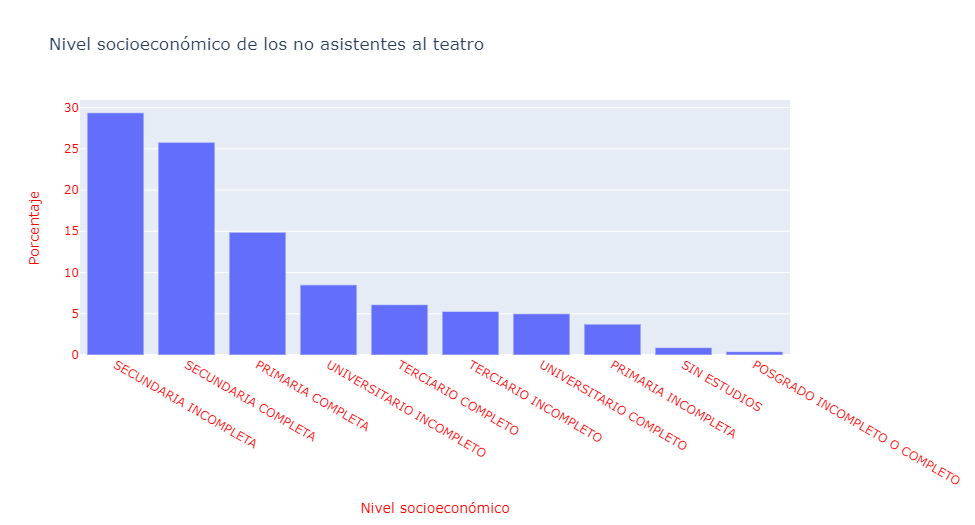 Nivel socioeconómico de los no asistentes al teatro
30
25
20
15
10
5
0
Porcentaje
SECUNDARIA INCOMPLETA
SECUNDARIA COMPLETA
PRIMARIA COMPLETA
UNIVERSITARIO INCOMPLETO
TERCIARIO COMPLETO
TERCIARIO INCOMPLETO
UNIVERSITARIO COMPLETO
PRIMARIA INCOMPLETA
SIN ESTUDIOS
POSGRADO INCOMPLETO O COMPLETO
Nivel socioeconómico